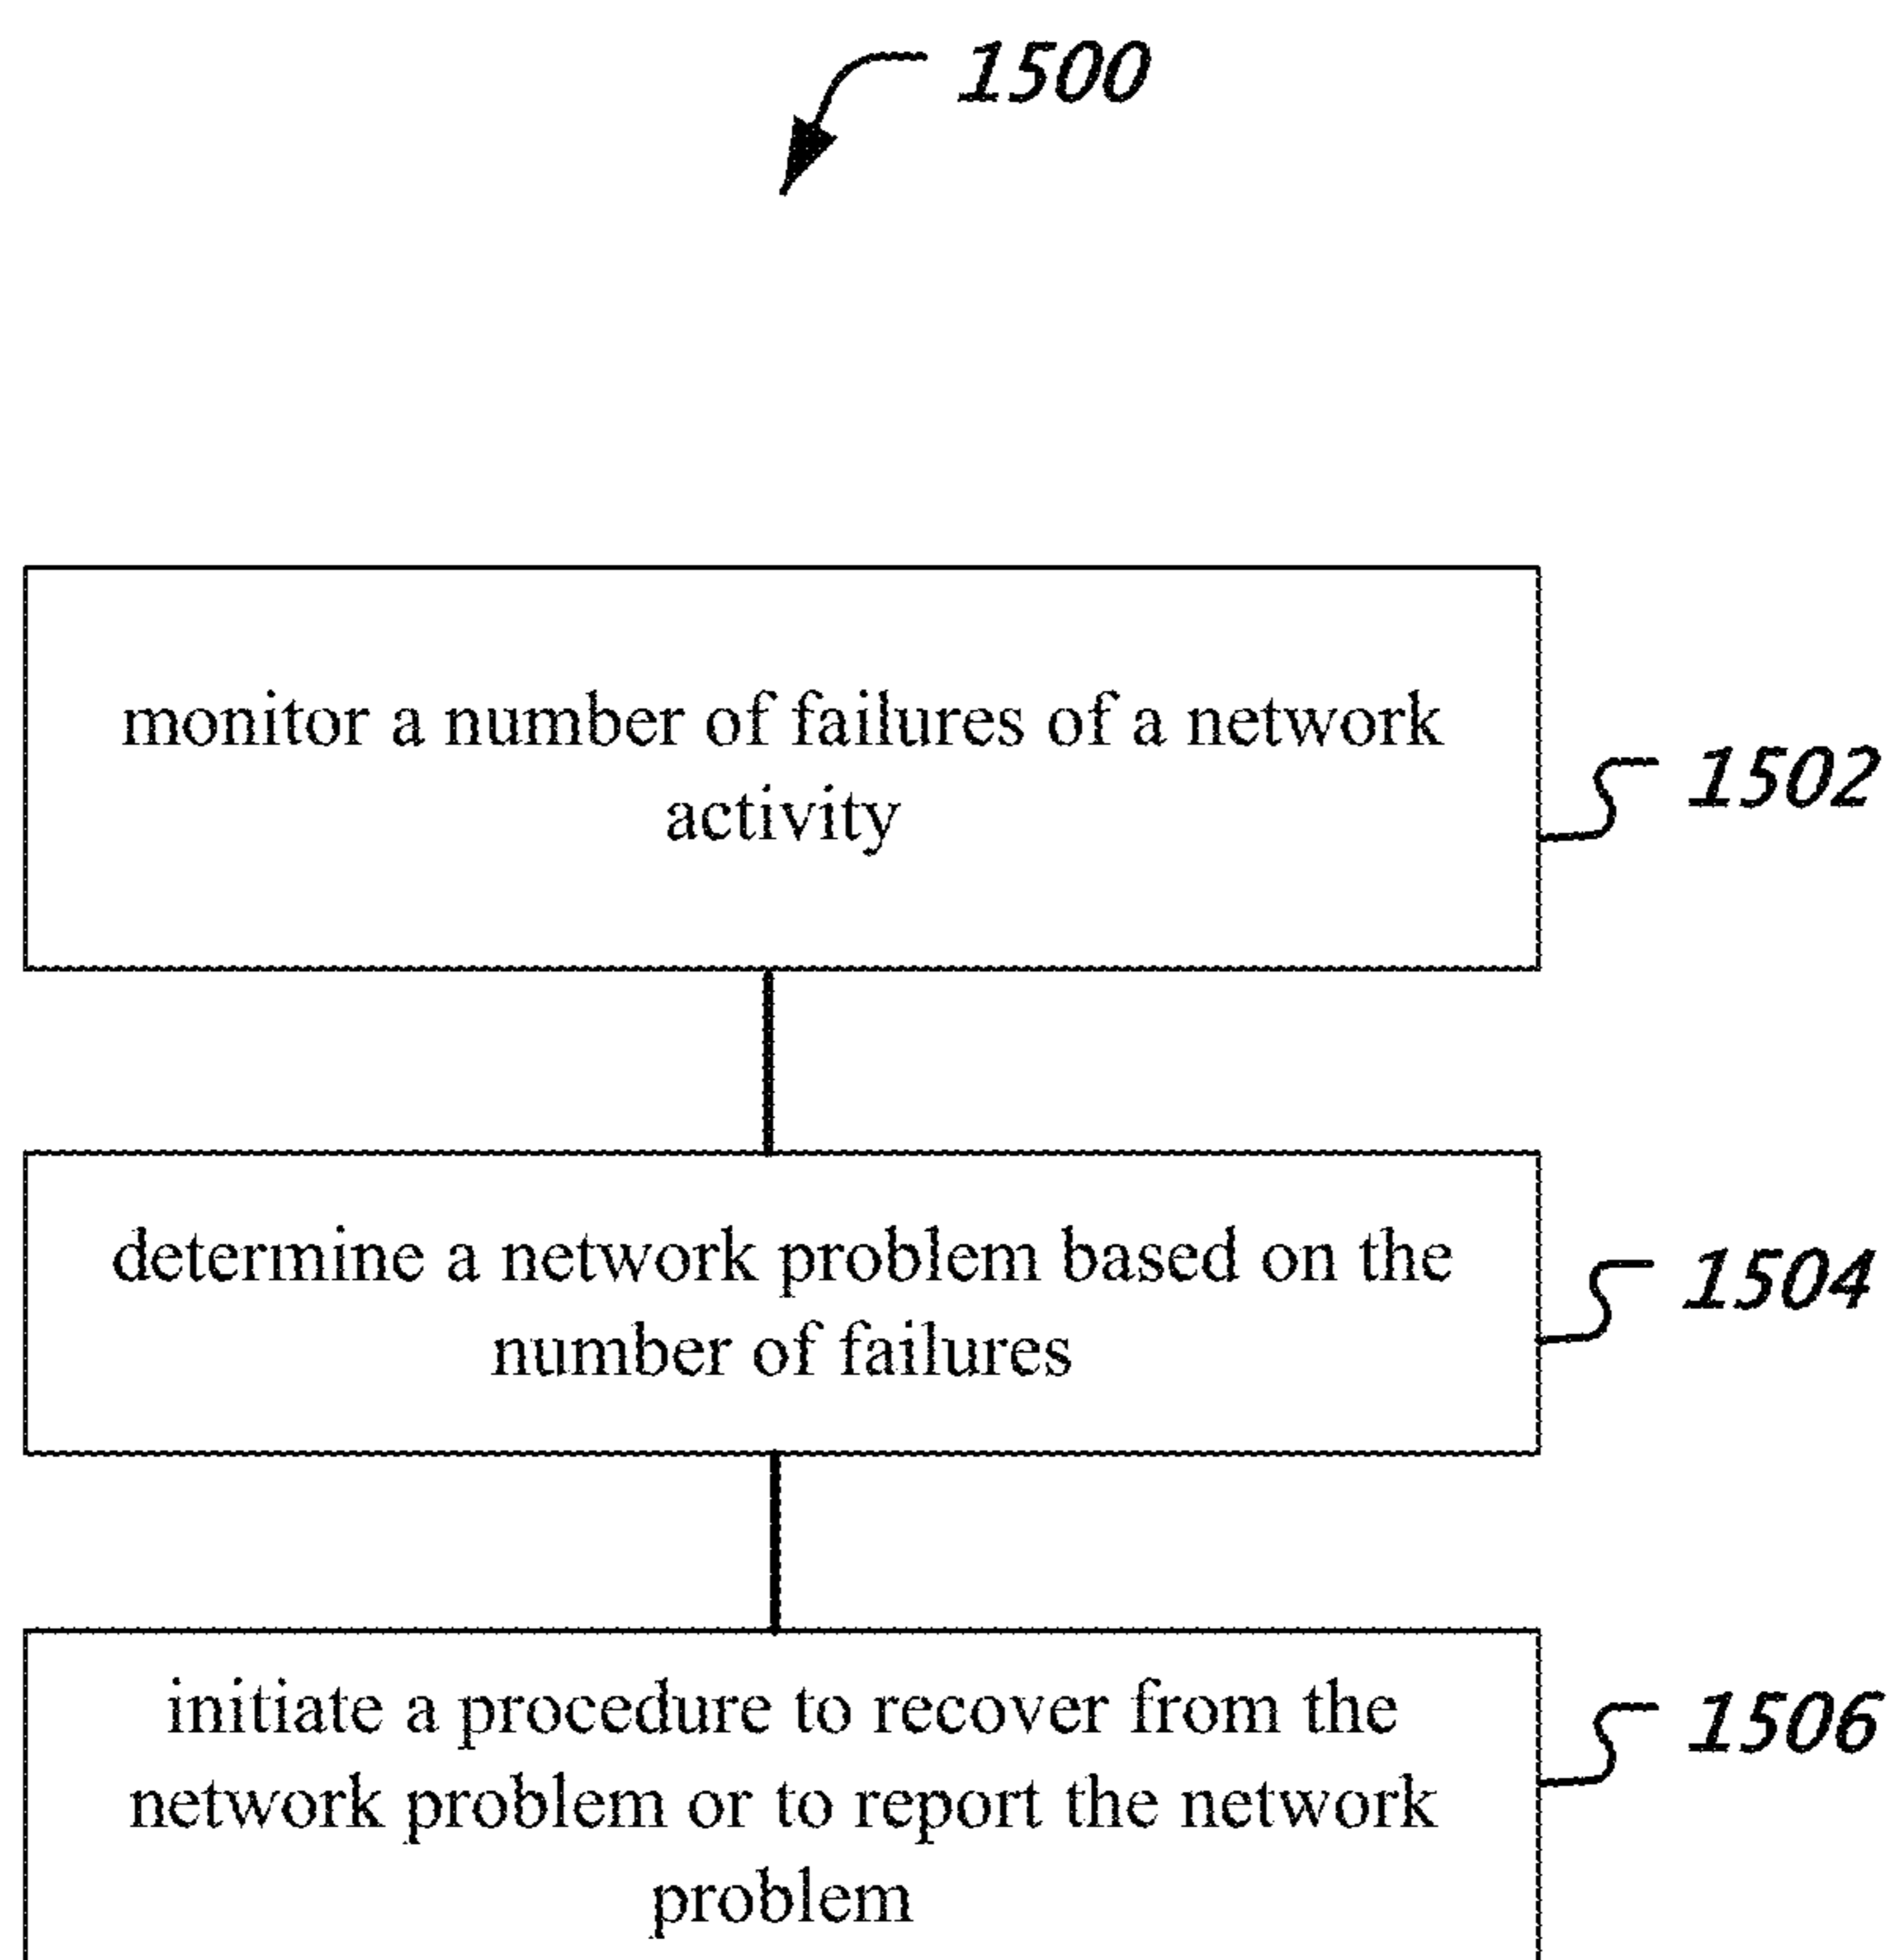 1500
monitor a number of failures of a network
activity
1502
determine a network problem based on the
number of failures
1504
initiate a procedure to recover from the
network problem or to report the network
problem
1506